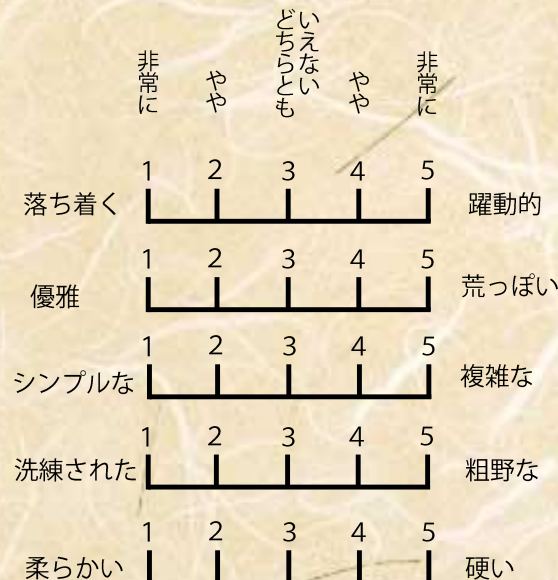 非常に
やや
どちらとも
いえない
やや
非常に
1 2 3 4 5
落ち着く 躍動的
1 2 3 4 5
優雅 荒っぽい
1 2 3 4 5
シンプルな 複雑な
1 2 3 4 5
洗練された 粗野な
1 2 3 4 5
柔らかい 硬い